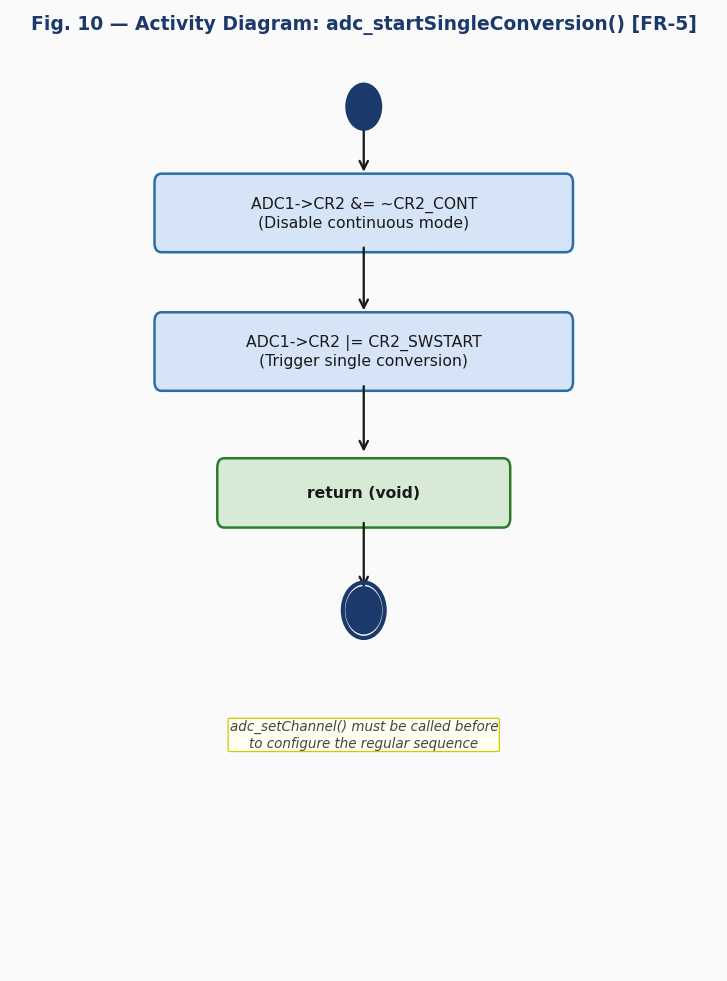 Fig. 10 — Activity Diagram: adc_startSingleConversion() [FR-5]
ADC1->CR2 &= ~CR2_CONT
(Disable continuous mode)
ADC1->CR2 |= CR2_SWSTART
(Trigger single conversion)
return (void)
adc_setChannel() must be called before
to configure the regular sequence